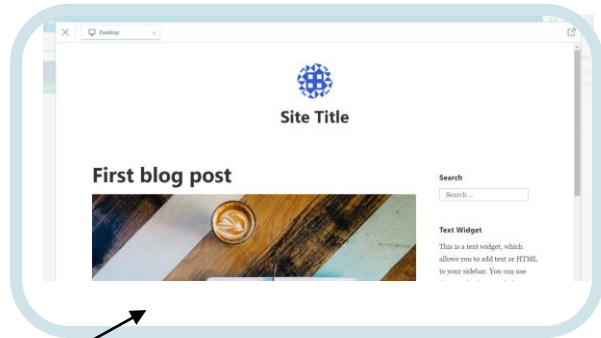 Desktop
Site Title
First blog post
Search
Search ...
Text Widget
This is a text widget, which
allows you to add text or HTML
to your sidebar. You can use